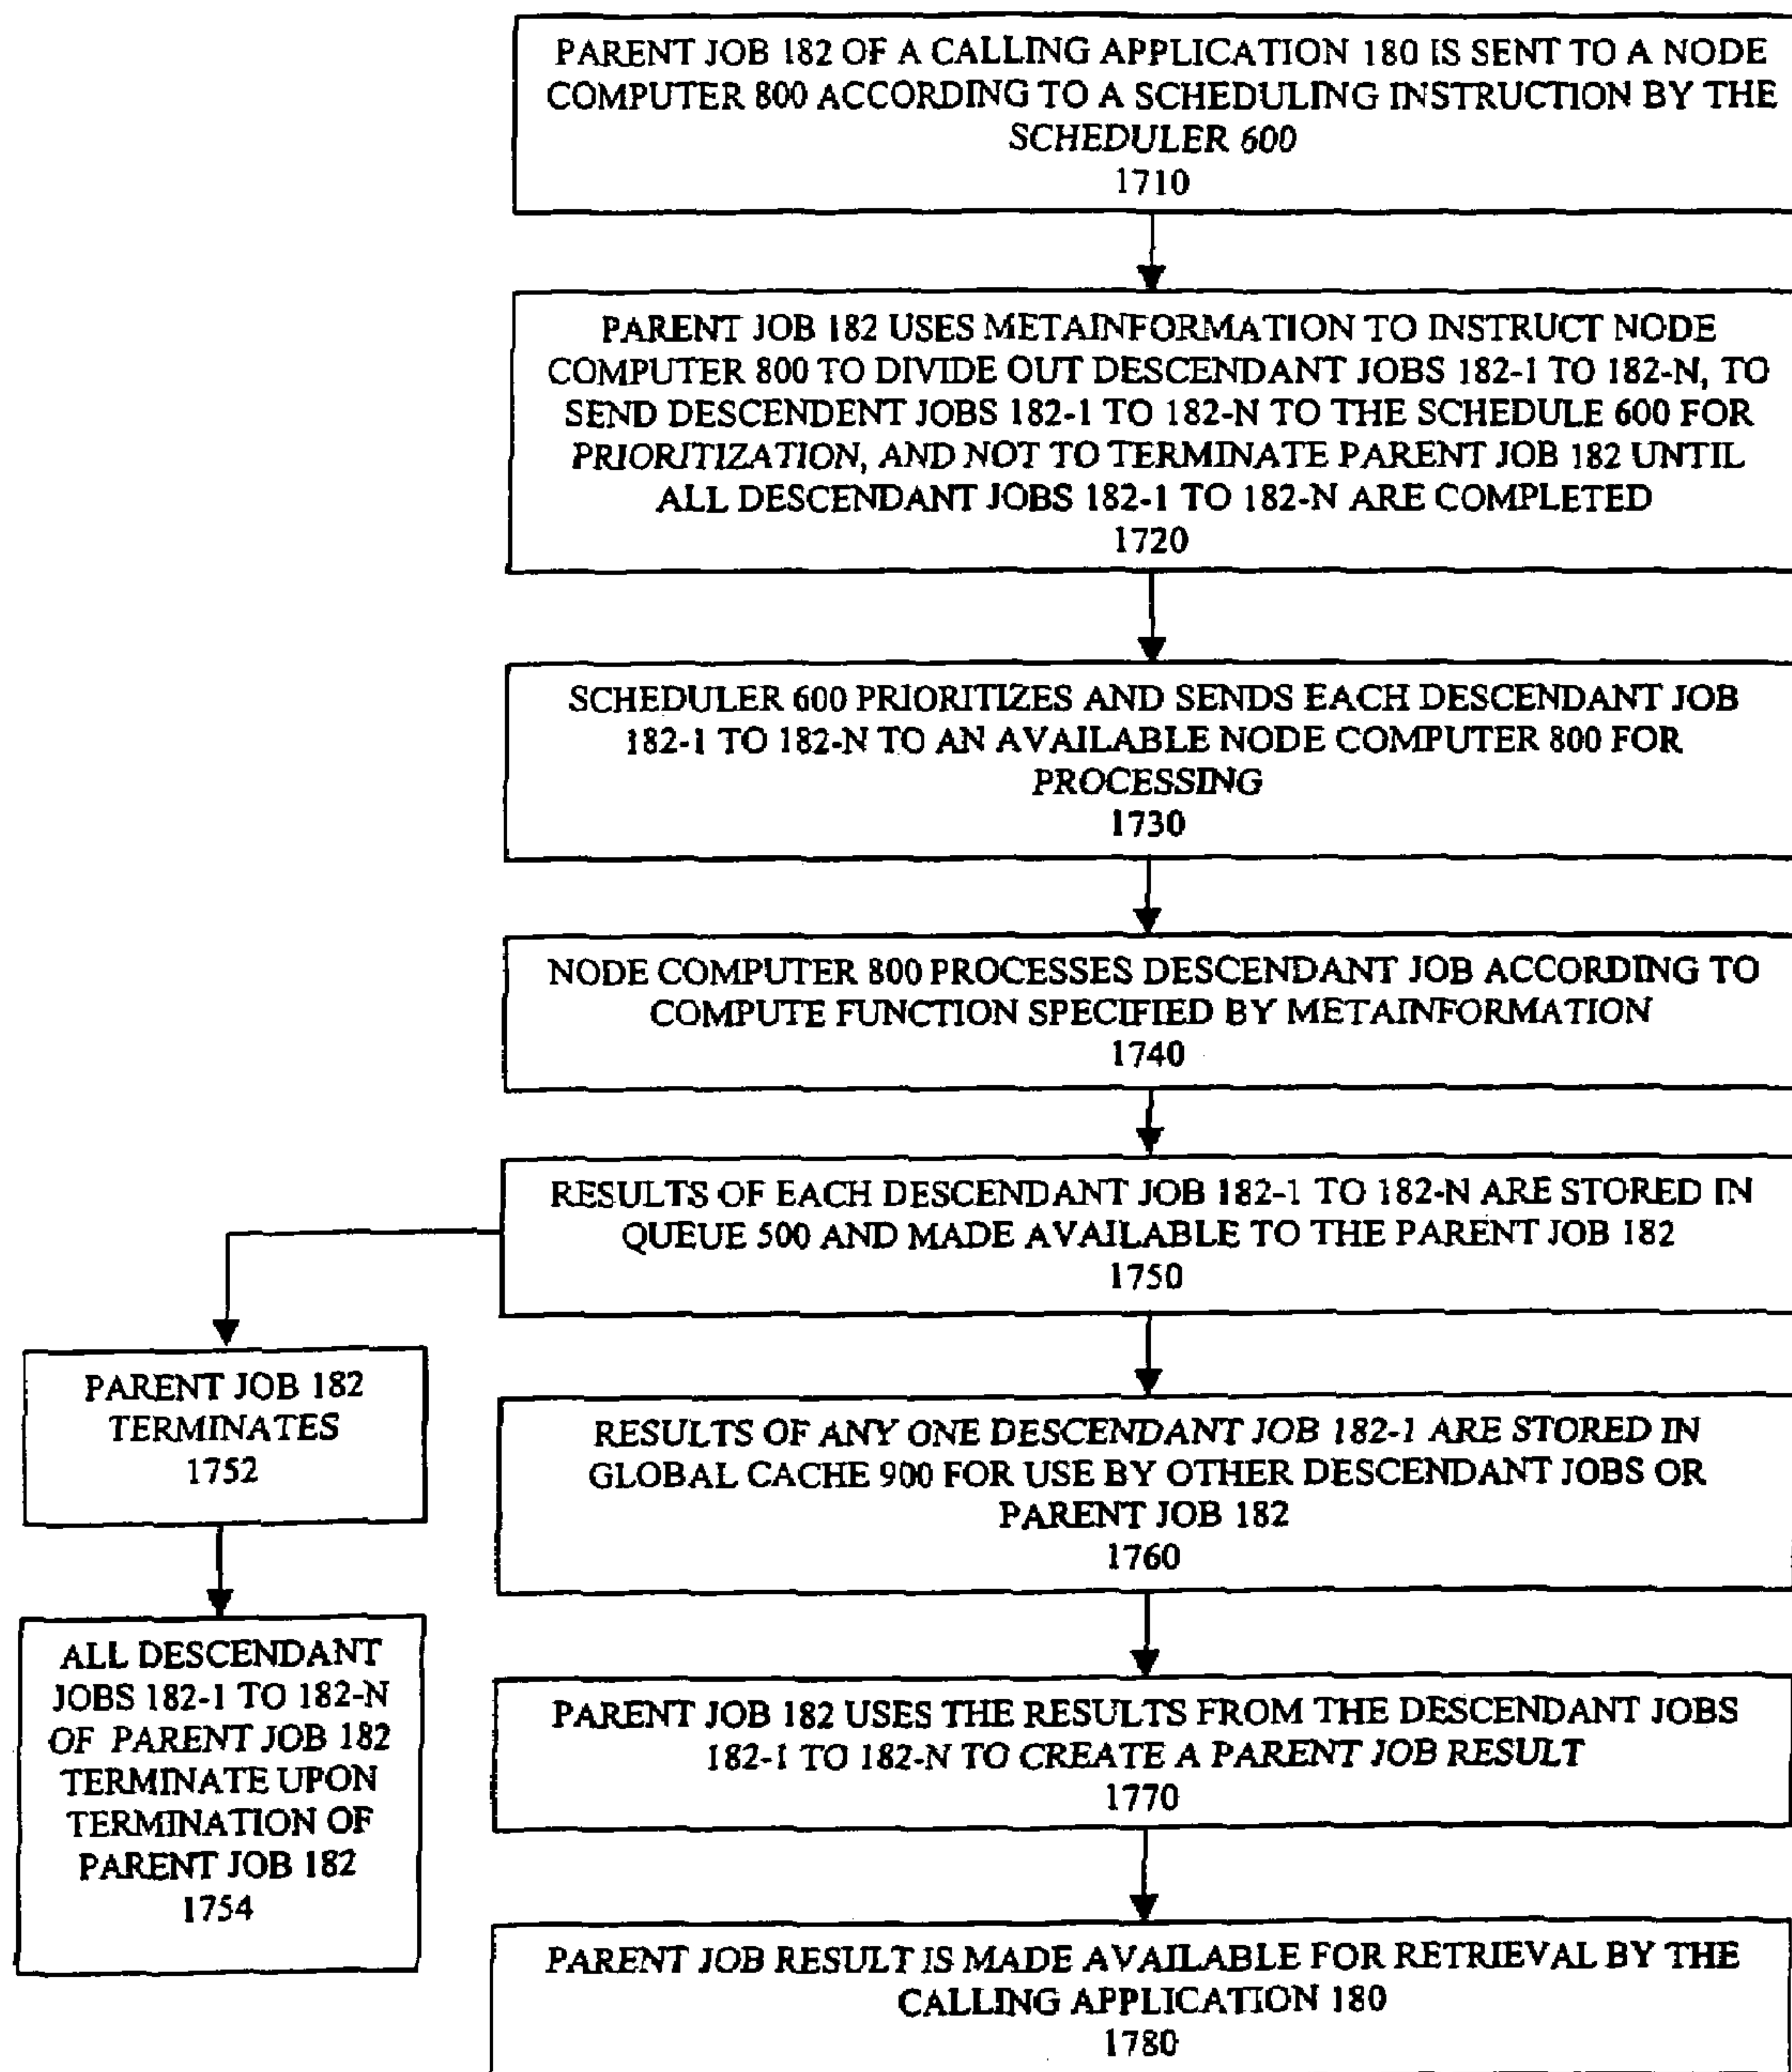 PARENT JOB 182 OF A CALLING APPLICATION 180 IS SENT TO A NODE
COMPUTER 800 ACCORDING TO A SCHEDULING INSTRUCTION BY THE
SCHEDULER 600
1710
PARENT JOB 182 USES METAINFORMATION TO INSTRUCT NODE
COMPUTER 800 TO DIVIDE OUT DESCENDANT JOBS 182-1 TO 182-N, TO
SEND DESCENDENT JOBS 182-1 TO 182-N TO THE SCHEDULE 600 FOR
PRIORITIZATION, AND NOT TO TERMINATE PARENT JOB 182 UNTIL
ALL DESCENDANT JOBS 182-1 TO 182-N ARE COMPLETED
1720
SCHEDULER 600 PRIORITIZES AND SENDS EACH DESCENDANT JOB
182-1 TO 182-N TO AN AVAILABLE NODE COMPUTER 800 FOR
PROCESSING
1730
NODE COMPUTER 800 PROCESSES DESCENDANT JOB ACCORDING TO
COMPUTE FUNCTION SPECIFIED BY METAINFORMATION
1740
RESULTS OF EACH DESCENDANT JOB 182-1 TO 182-N ARE STORED IN
QUEUE 500 AND MADE AVAILABLE TO THE PARENT JOB 182
1750
PARENT JOB 182
TERMINATES
1752
ALL DESCENDANT
JOBS 182-1 TO 182-N
OF PARENT JOB 182
TERMINATE UPON
TERMINATION OF
PARENT JOB 182
1754
RESULTS OF ANY ONE DESCENDANT JOB 182-1 ARE STORED IN
GLOBAL CACHE 900 FOR USE BY OTHER DESCENDANT JOBS OR
PARENT JOB 182
1760
PARENT JOB 182 USES THE RESULTS FROM THE DESCENDANT JOBS
182-1 TO 182-N TO CREATE A PARENT JOB RESULT
1770
PARENT JOB RESULT IS MADE AVAILABLE FOR RETRIEVAL BY THE
CALLING APPLICATION 180
1780